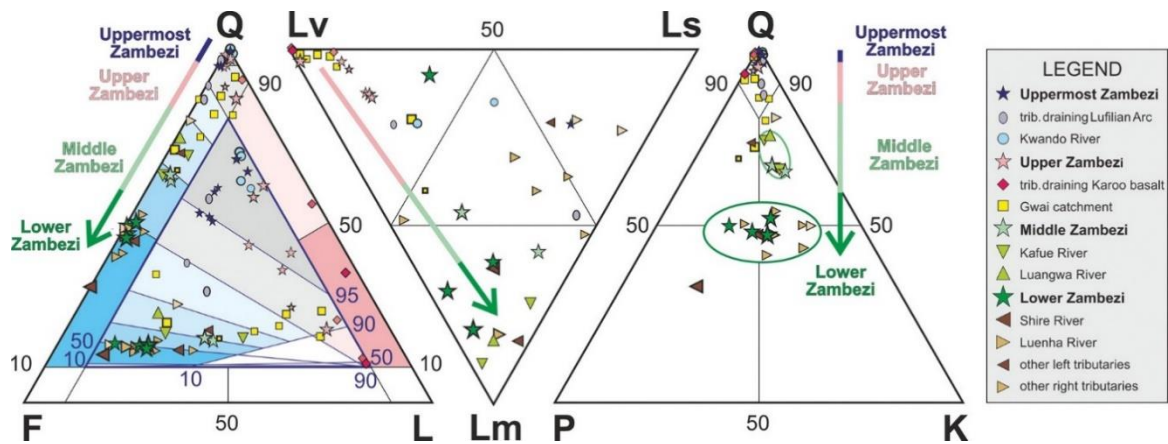 Q
Lv
Ls
Q
Uppermost
Zambezi
Upper
Zambezi
90
Middle
Zambezi
Lower
Zambezi
50
95
90
50
50
10
10
10
90
10
F
50
L
50
Lm
50
Uppermost
Zambezi
Upper
Zambezi
90
90
Middle
Zambezi
50
50
Lower
Zambezi
P
50
K
LEGEND
Uppermost Zambezi
trib. draining Lufilian Arc
Kwando River
Upper Zambezi
trib. draining Karoo basalt
Gwai catchment
Middle Zambezi
Kafue River
Luangwa River
Lower Zambezi
Shire River
Luenha River
other left tributaries
other right tributaries